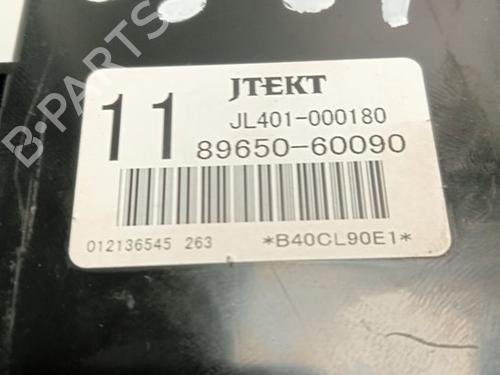 B-PARTS
JTEKT
11
JL401-000180
89650-60090
012136545 263 *B40CL90E1*